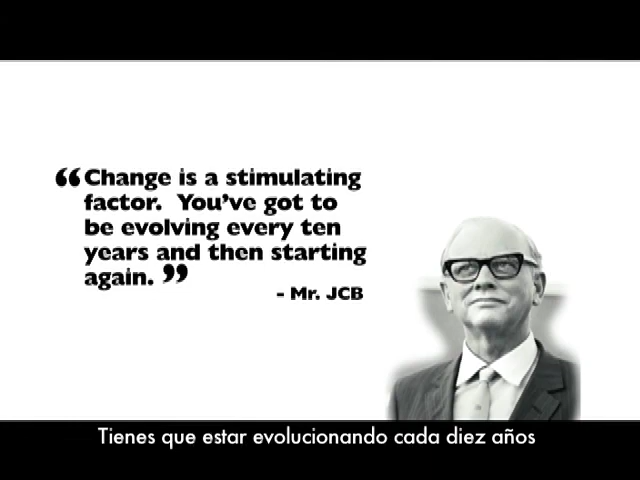 “Change is a stimulating
factor. You’ve got to
be evolving every ten
years and then starting
again.”
- Mr. JCB
Tienes que estar evolucionando cada diez años